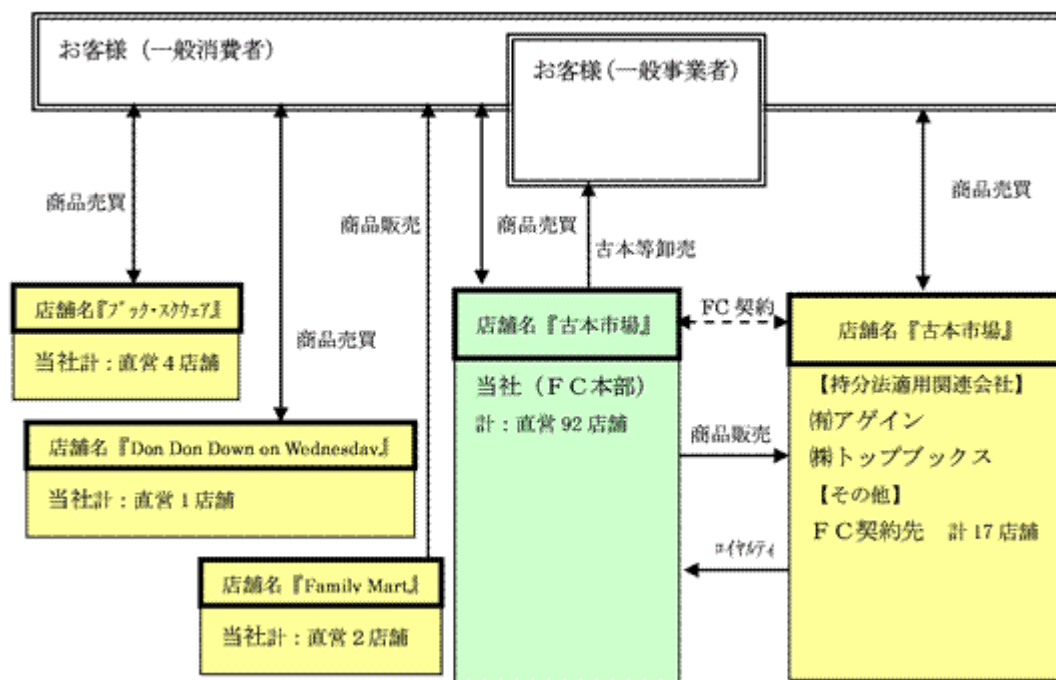 お客様（一般消費者）
お客様（一般事業者）
商品売買
商品売買
商品販売
商品売買
古本等卸売
商品売買
店舗名『ブック・スクウェア』
当社計：直営４店舗
店舗名『Don Don Down on Wednesday』
当社計：直営１店舗
店舗名『Family Mart』
当社計：直営２店舗
店舗名『古本市場』
当社（ＦＣ本部）
計：直営 92 店舗
FC 契約
商品販売
ロイヤルティ
店舗名『古本市場』
【持分法適用関連会社】
㈲アゲイン
㈱トップブックス
【その他】
ＦＣ契約先　計 17 店舗